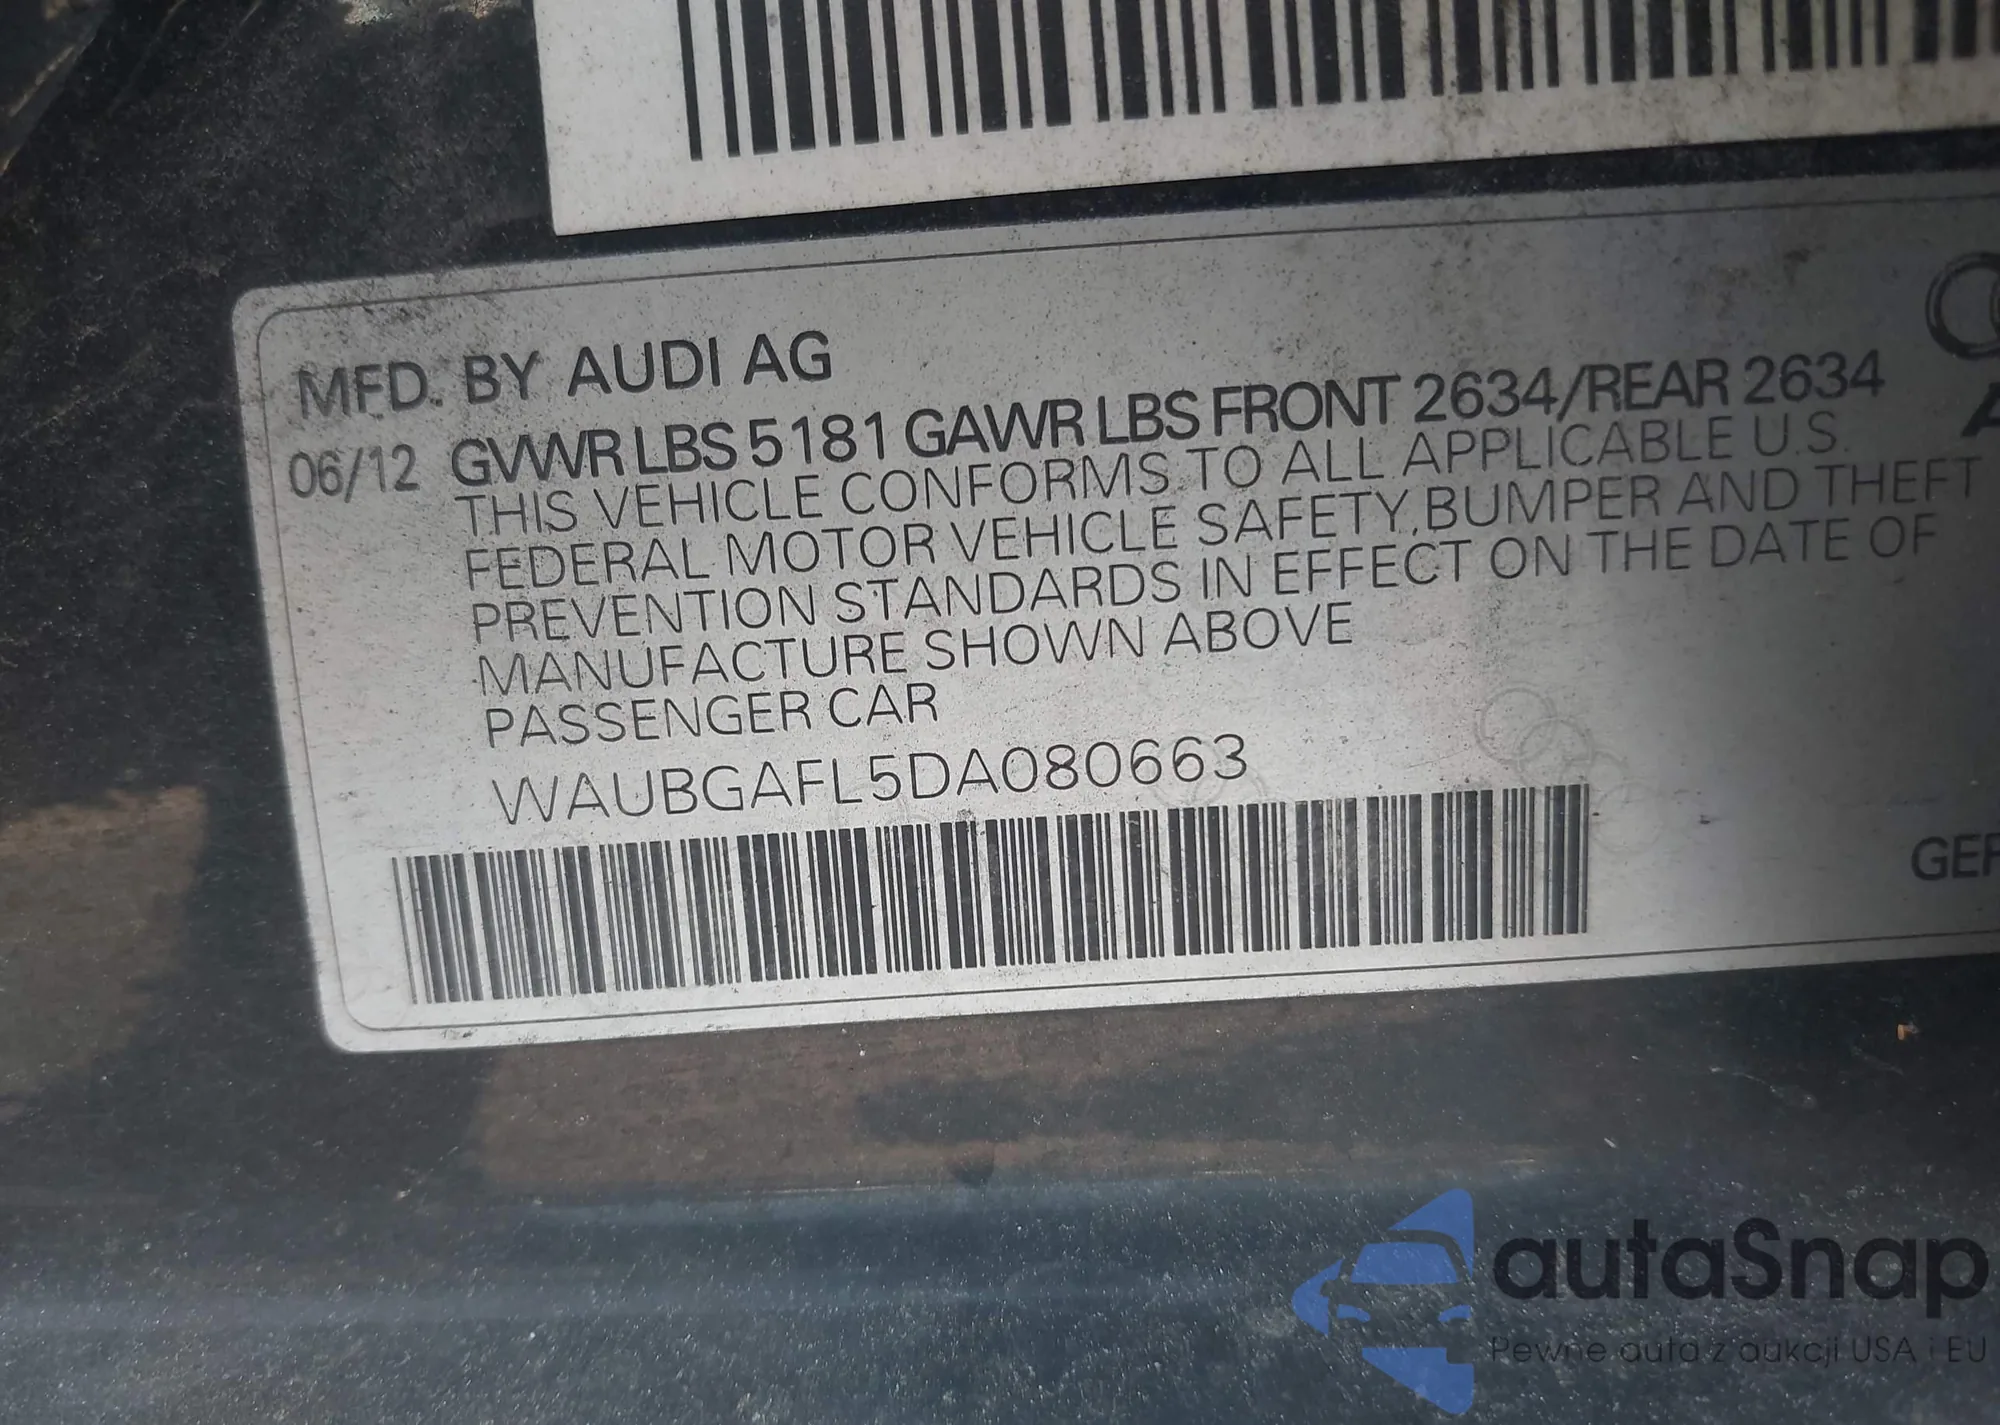 MFD. BY AUDI AG
06/12 GVWR LBS 5181 GAWR LBS FRONT 2634/REAR 2634
THIS VEHICLE CONFORMS TO ALL APPLICABLE U.S.
FEDERAL MOTOR VEHICLE SAFETY, BUMPER AND THEFT
PREVENTION STANDARDS IN EFFECT ON THE DATE OF
MANUFACTURE SHOWN ABOVE
PASSENGER CAR
WAUBGAFL5DA080663
autaSnap
Pewne auta z aukcji USA i EU